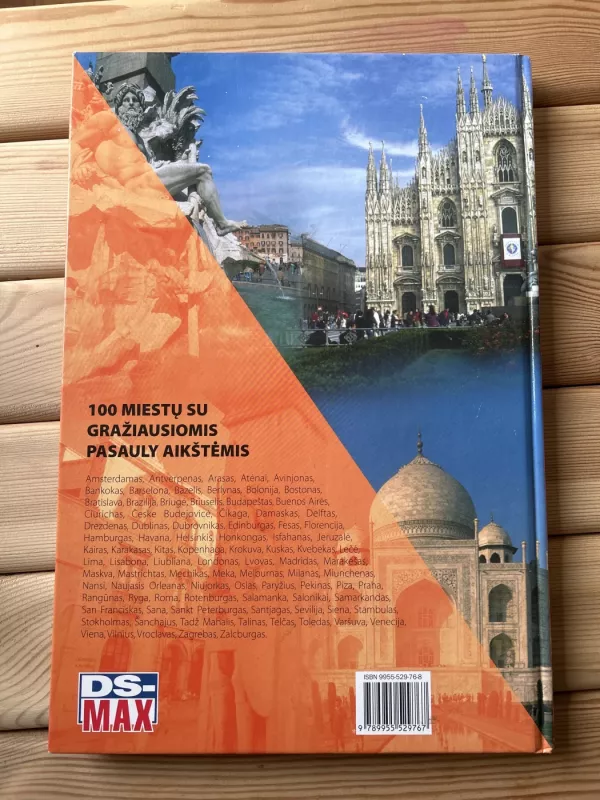 100 MIESTŲ SU
GRAŽIAUSIOMIS
PASAULY AIKŠTĖMIS
Amsterdamas, Antverpenas, Arasas, Atėnai, Avinjonas,
Bankokas, Barselona, Bazelis, Berlynas, Bolonija, Bostonas,
Bratislava, Brazilija, Briugė, Briuselis, Budapeštas, Buenos Airės,
Ciurichas, Česke Budejovicė, Čikaga, Damaskas, Delftas,
Drezdenas, Dublinas, Dubrovnikas, Edinburgas, Fesas, Florencija,
Hamburgas, Havana, Helsinkis, Honkongas, Isfahanas, Jeruzalė,
Kairas, Karakasas, Kitas, Kopenhaga, Krokuva, Kuskas, Kvebekas, Lečė,
Lima, Lisabona, Liubliana, Londonas, Lvovas, Madridas, Marakešas,
Maskva, Mastrichtas, Mechikas, Meka, Melburnas, Milanas, Miunchenas,
Nansi, Naujasis Orleanas, Niujorkas, Oslas, Paryžius, Pekinas, Piza, Praha,
Rangūnas, Ryga, Roma, Rotenburgas, Salamanka, Salonikai, Samarkandas,
San Franciskas, Sana, Sankt Peterburgas, Santjagas, Sevilija, Siena, Stambulas,
Stokholmas, Šanchajus, Tadž Mahalis, Talinas, Telčas, Toledas, Varšuva, Venecija,
Viena, Vilnius, Vroclavas, Zagrebas, Zalcburgas.
DS-
MAX
ISBN 9955-529-76-8
9 789955 529767